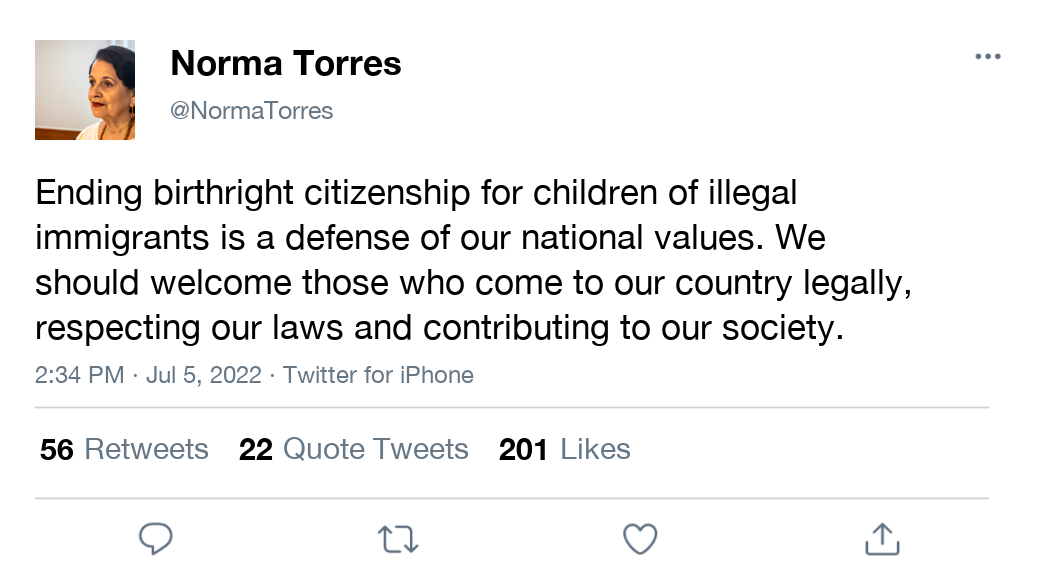 Norma Torres
@NormaTorres
Ending birthright citizenship for children of illegal
immigrants is a defense of our national values. We
should welcome those who come to our country legally,
respecting our laws and contributing to our society.
2:34 PM · Jul 5, 2022 · Twitter for iPhone
56 Retweets 22 Quote Tweets 201 Likes